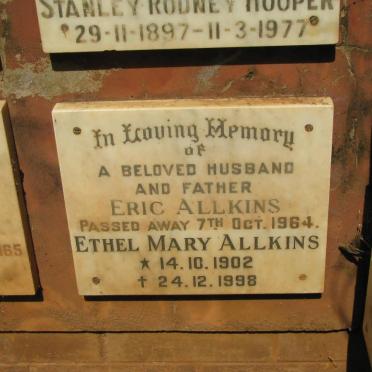 STANLEY RODNEY HOOPER
*29-11-1897-11-3-1977
In Loving Memory
OF
A BELOVED HUSBAND
AND FATHER
ERIC ALLKINS
PASSED AWAY 7TH OCT. 1964.
ETHEL MARY ALLKINS
* 14.10.1902
† 24.12.1998
165